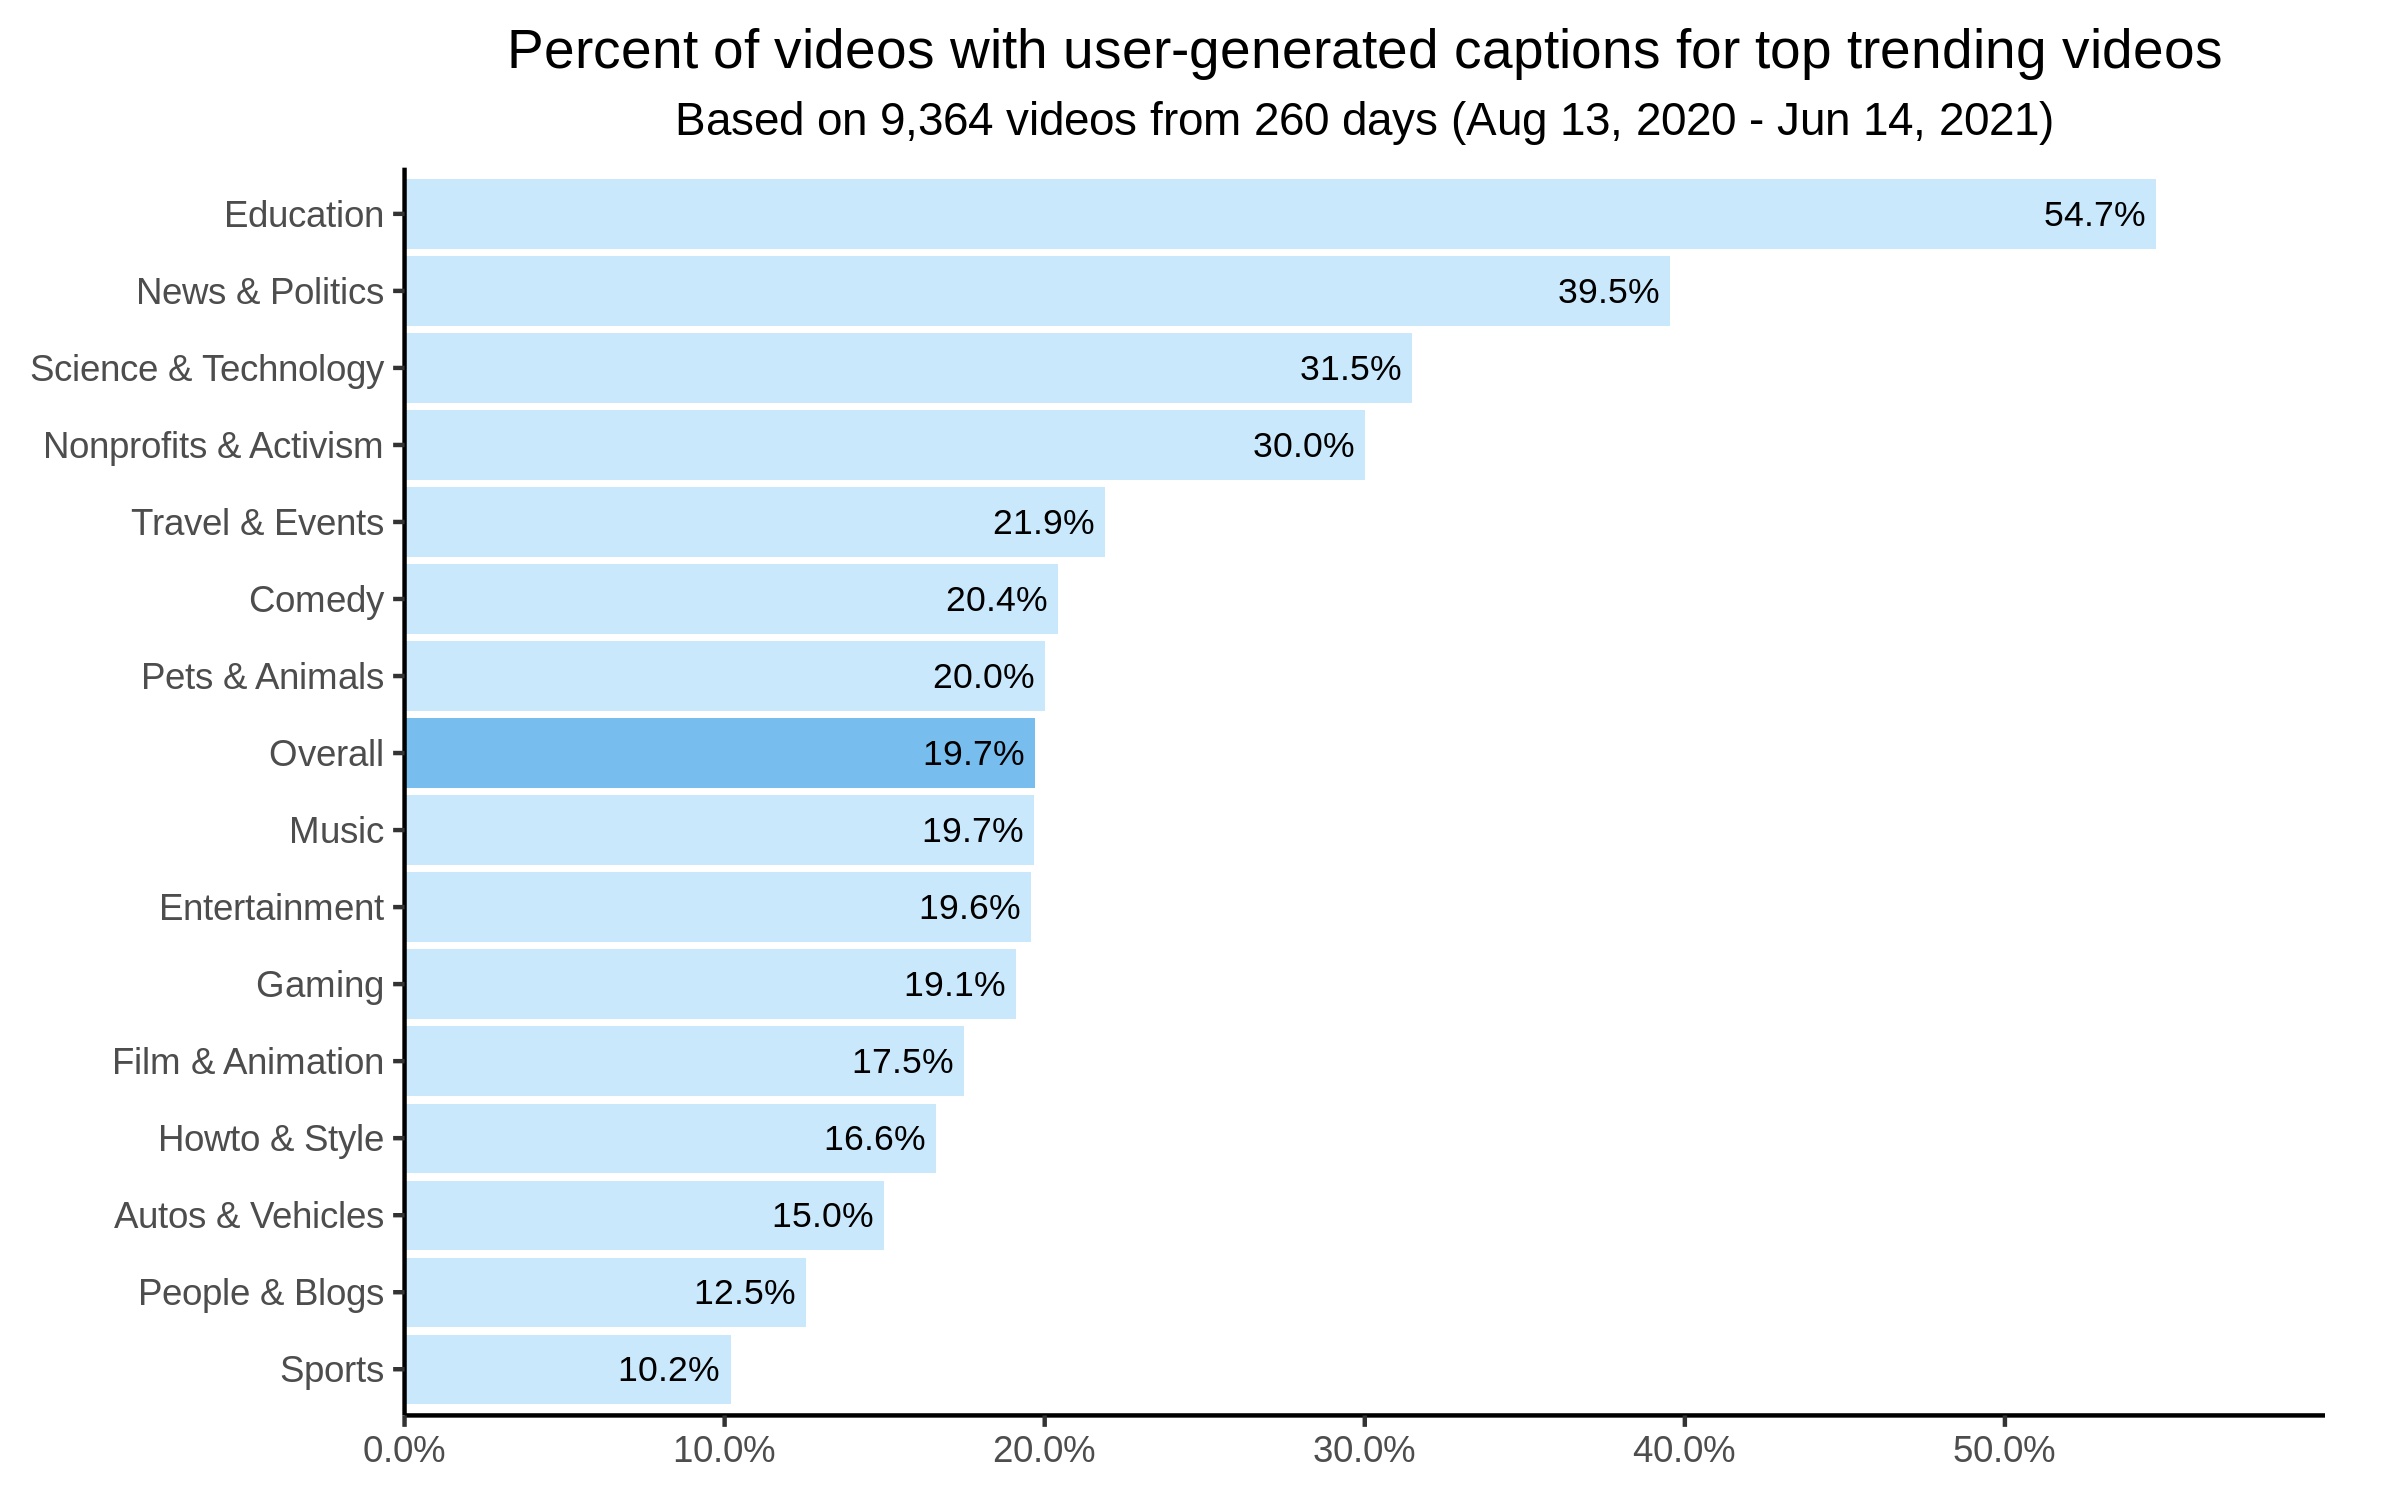 Percent of videos with user-generated captions for top trending videos
Based on 9,364 videos from 260 days (Aug 13, 2020 - Jun 14, 2021)
Education 54.7%
News & Politics 39.5%
Science & Technology 31.5%
Nonprofits & Activism 30.0%
Travel & Events 21.9%
Comedy 20.4%
Pets & Animals 20.0%
Overall 19.7%
Music 19.7%
Entertainment 19.6%
Gaming 19.1%
Film & Animation 17.5%
Howto & Style 16.6%
Autos & Vehicles 15.0%
People & Blogs 12.5%
Sports 10.2%
0.0% 10.0% 20.0% 30.0% 40.0% 50.0%